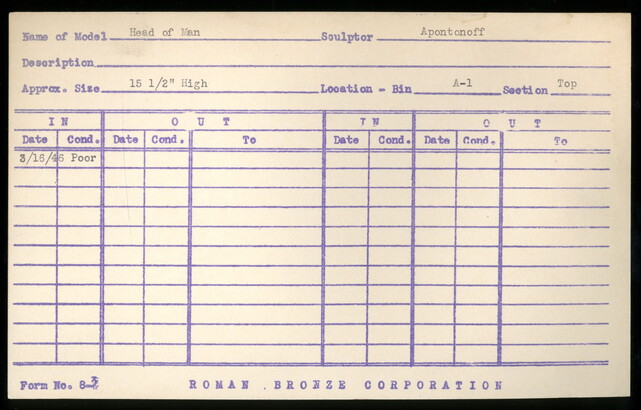 Name of Model Head of Man Sculptor Apontonoff
Description
Approx. Size 15 1/2" High Location - Bin A-1 Section Top
IN OUT IN OUT
Date Cond. Date Cond. To Date Cond. Date Cond. To
3/16/46 Poor
Form No. 8- ROMAN BRONZE CORPORATION